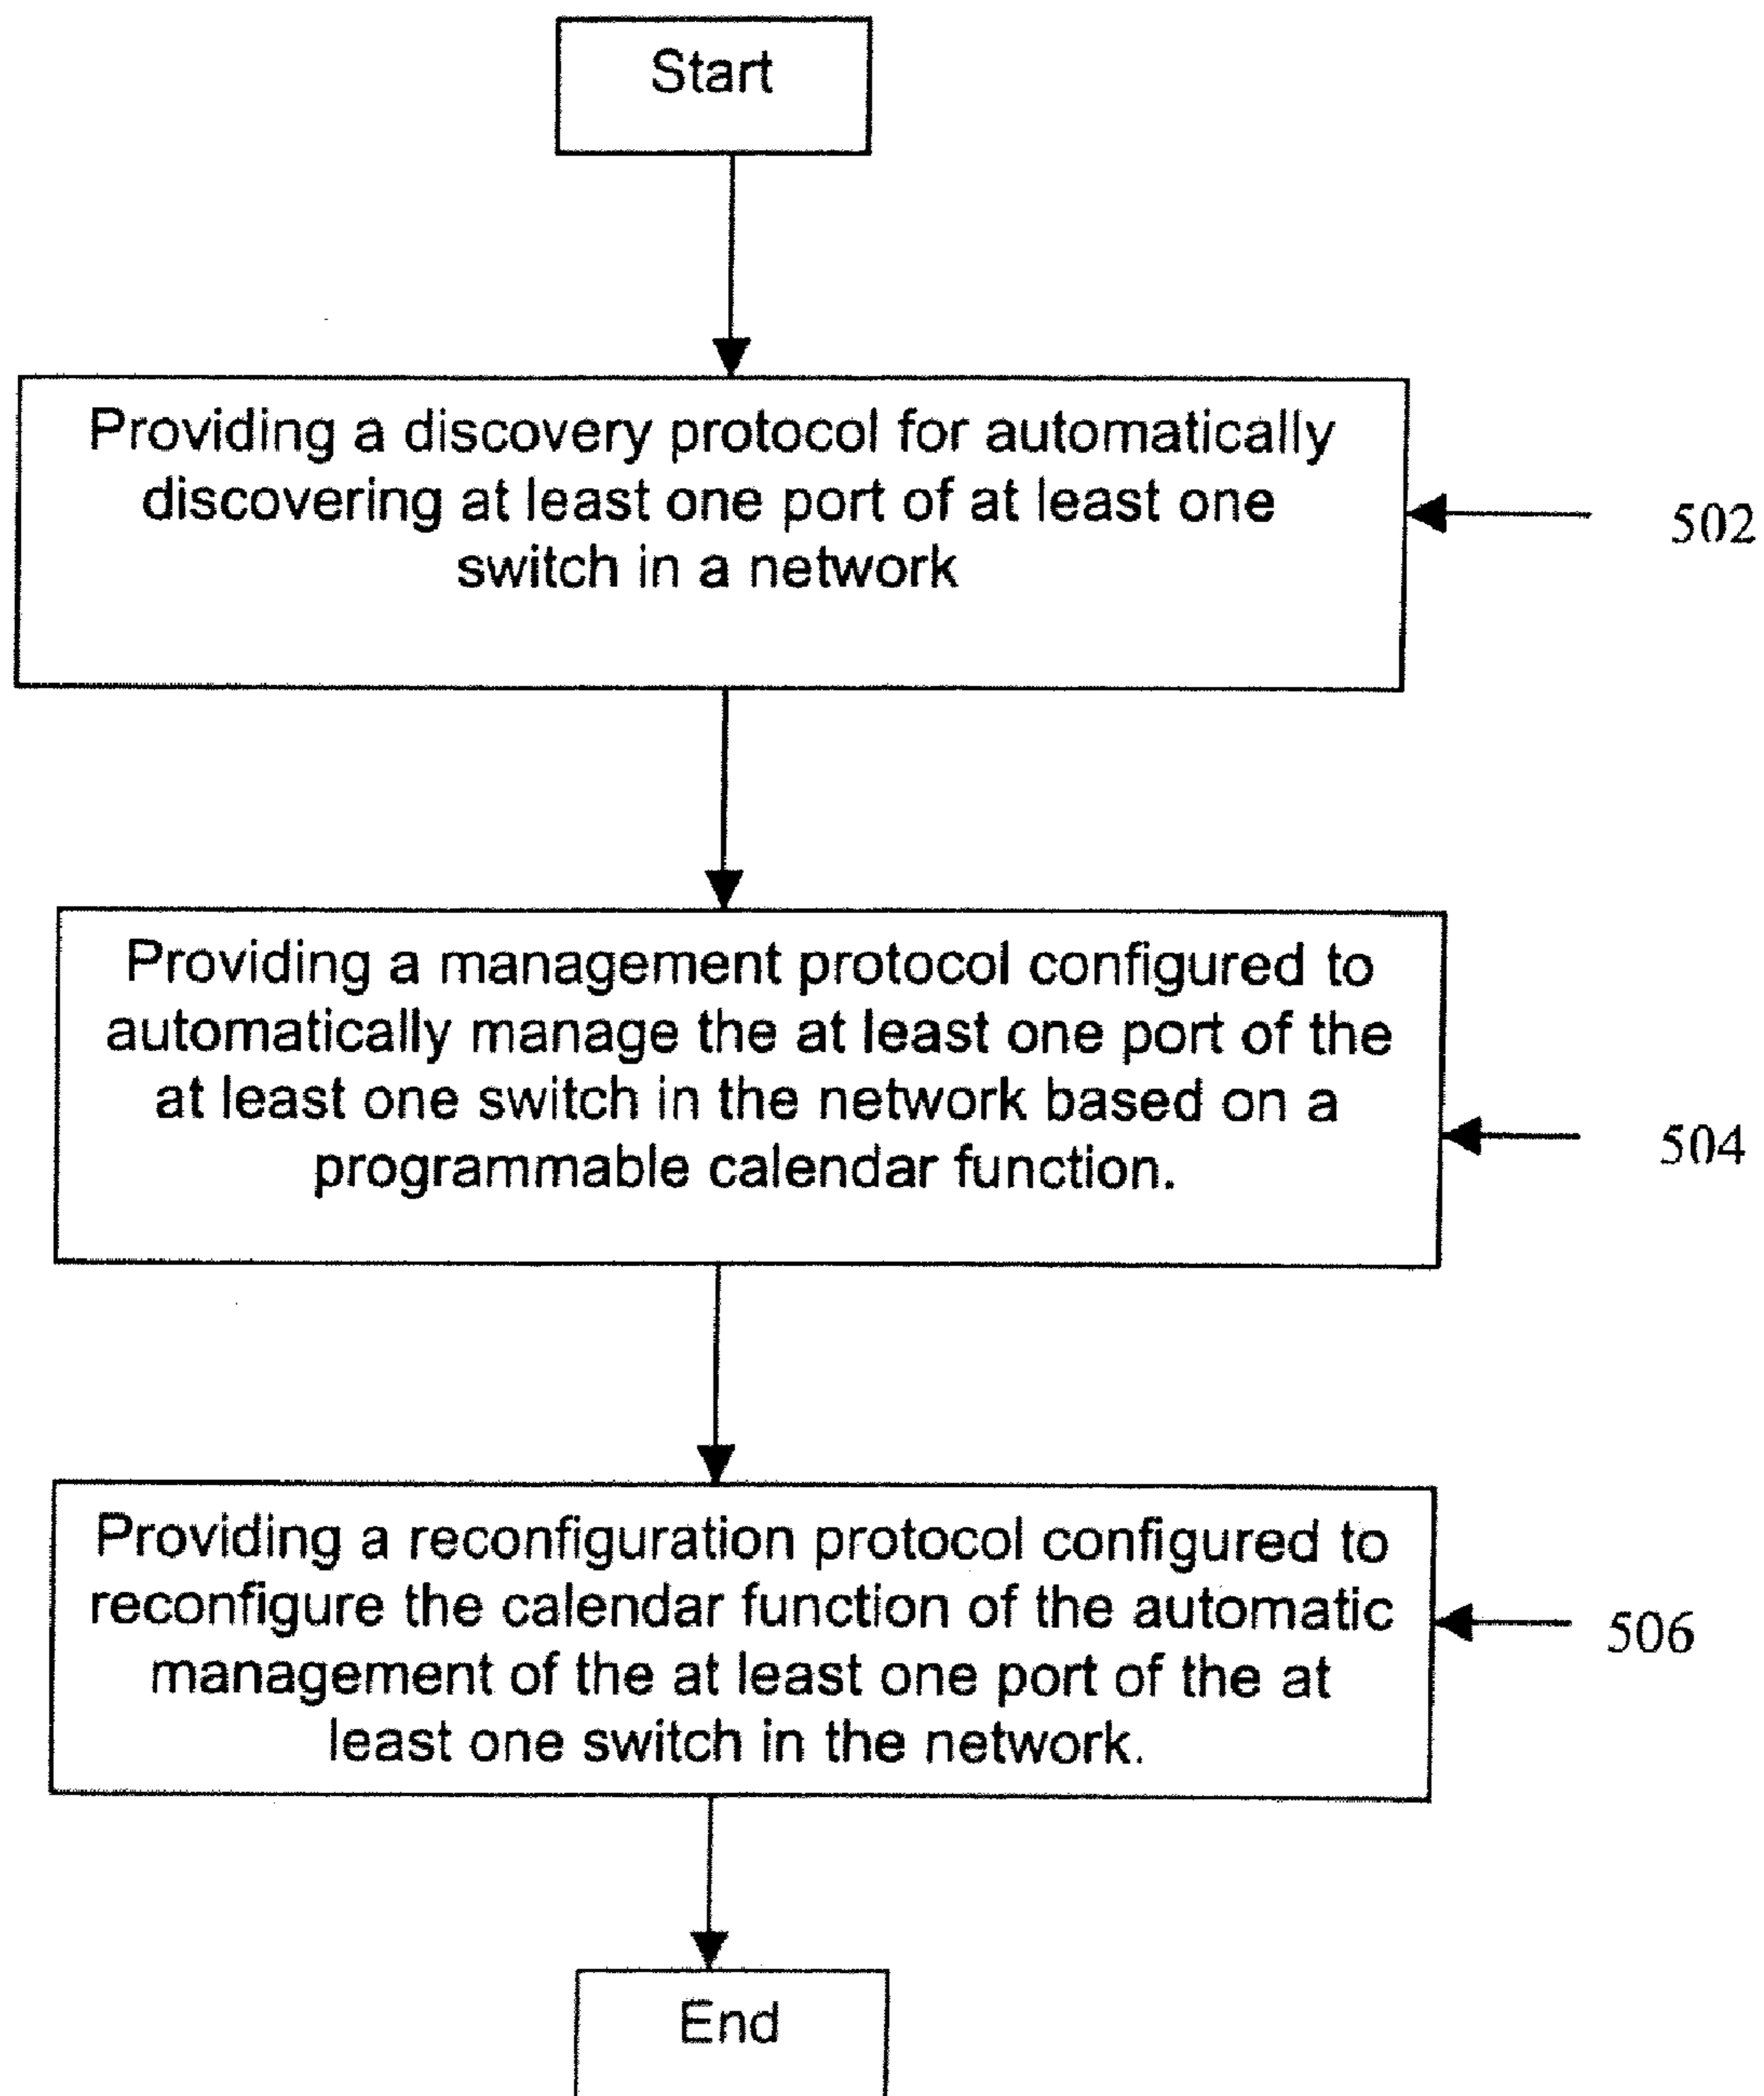 Start
Providing a discovery protocol for automatically
discovering at least one port of at least one
switch in a network
502
Providing a management protocol configured to
automatically manage the at least one port of the
at least one switch in the network based on a
programmable calendar function.
504
Providing a reconfiguration protocol configured to
reconfigure the calendar function of the automatic
management of the at least one port of the at
least one switch in the network.
506
End